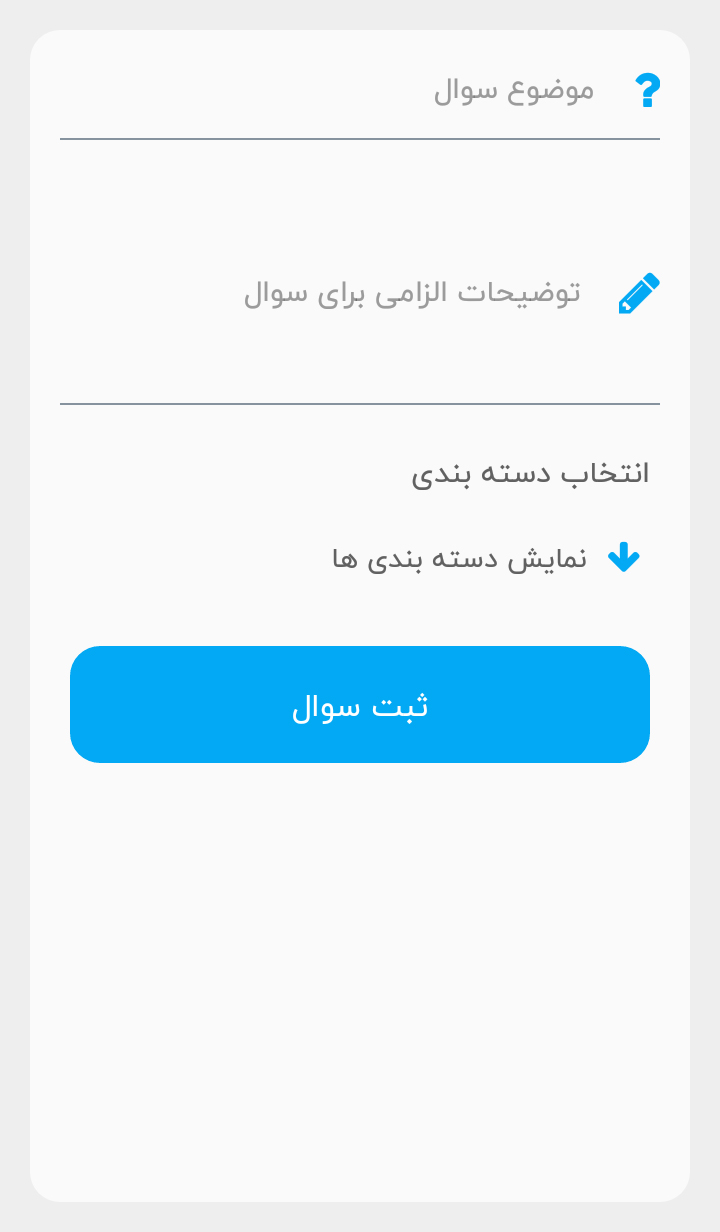 موضوع سوال
توضیحات الزامی برای سوال
انتخاب دسته بندی
نمایش دسته بندی ها
ثبت سوال